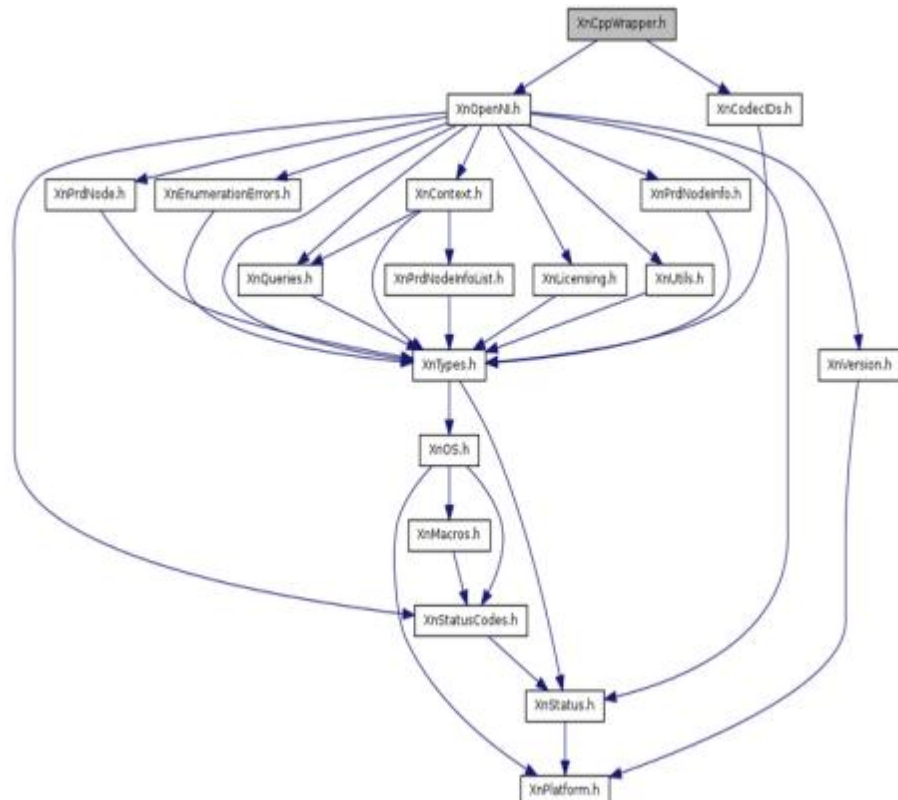 XnCppWrapper.h
XnOpenNI.h
XnCodecIDs.h
XnPrdNode.h
XnEnumerationErrors.h
XnContext.h
XnPrdNodeInfo.h
XnQueries.h
XnPrdNodeInfoList.h
XnLicensing.h
XnUtils.h
XnTypes.h
XnVersion.h
XnOS.h
XnMacros.h
XnStatusCodes.h
XnStatus.h
XnPlatform.h